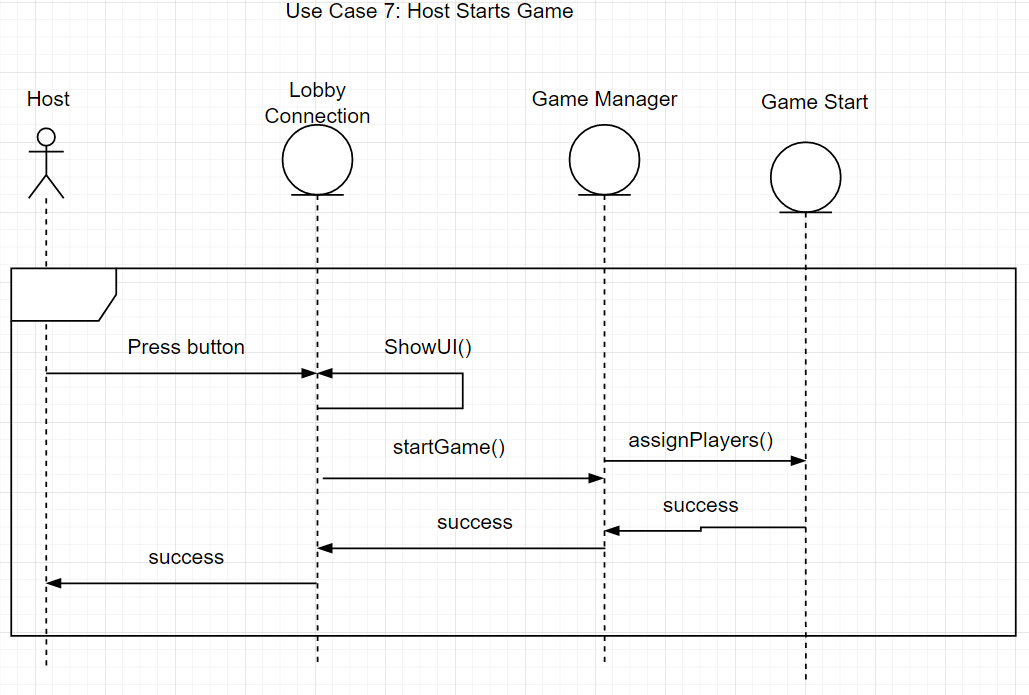 Use Case 7: Host Starts Game
Host
Lobby
Connection
Game Manager
Game Start
Press button
ShowUI()
startGame()
assignPlayers()
success
success
success